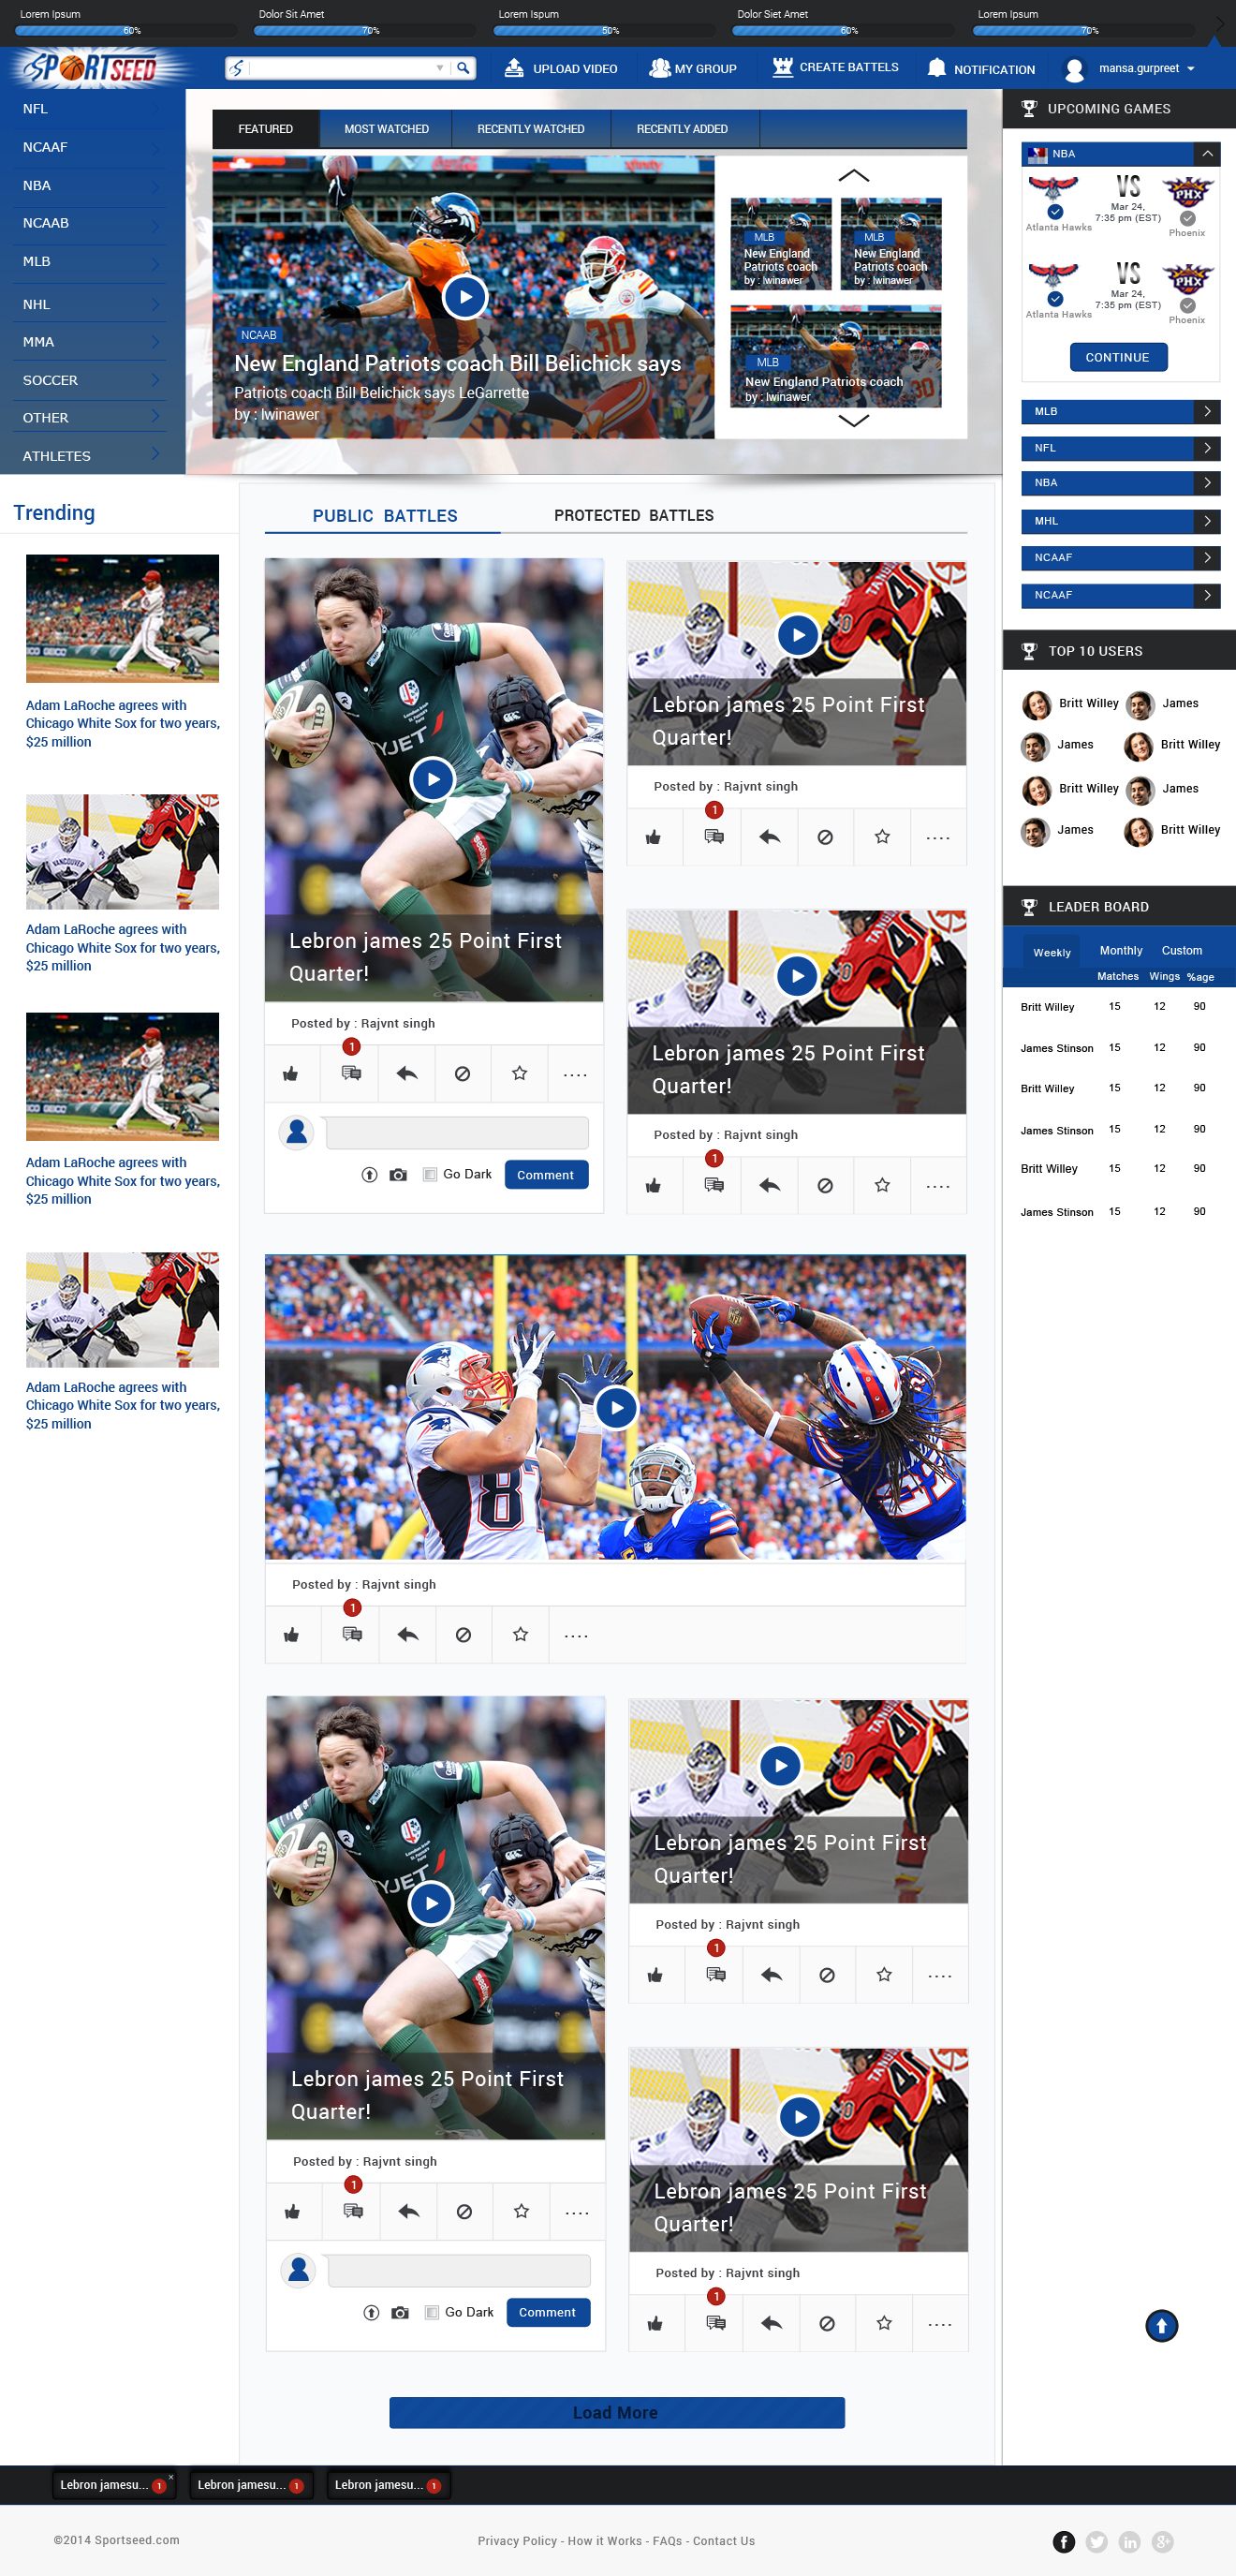 Lorem Ipsum
60%
Dolor Sit Amet
70%
Lorem Ispum
50%
Dolor Siet Amet
60%
Lorem Ipsum
70%
SPORTSEED
UPLOAD VIDEO
MY GROUP
CREATE BATTELS
NOTIFICATION
mansa.gurpreet
NFL
NCAAF
NBA
NCAAB
MLB
NHL
MMA
SOCCER
OTHER
ATHLETES
FEATURED
MOST WATCHED
RECENTLY WATCHED
RECENTLY ADDED
xfinity
30
NCAAB
New England Patriots coach Bill Belichick says
Patriots coach Bill Belichick says LeGarrette
by : lwinawer
MLB
New England
Patriots coach
by : lwinawer
MLB
New England
Patriots coach
by : lwinawer
MLB
New England Patriots coach
by : lwinawer
UPCOMING GAMES
NBA
VS
PHX
Mar 24,
7:35 pm (EST)
Atlanta Hawks
Phoenix
VS
PHX
Mar 24,
7:35 pm (EST)
Atlanta Hawks
Phoenix
CONTINUE
MLB
NFL
NBA
MHL
NCAAF
NCAAF
TOP 10 USERS
Britt Willey
James
James
Britt Willey
Britt Willey
James
James
Britt Willey
LEADER BOARD
Weekly
Monthly
Custom
Matches
Wings
%age
Britt Willey 15 12 90
James Stinson 15 12 90
Britt Willey 15 12 90
James Stinson 15 12 90
Britt Willey 15 12 90
James Stinson 15 12 90
Trending
GEICO
Adam LaRoche agrees with
Chicago White Sox for two years,
$25 million
VANCOUVER
Adam LaRoche agrees with
Chicago White Sox for two years,
$25 million
GEICO
Adam LaRoche agrees with
Chicago White Sox for two years,
$25 million
VANCOUVER
Adam LaRoche agrees with
Chicago White Sox for two years,
$25 million
PUBLIC BATTLES
PROTECTED BATTLES
YJET
Lebron james 25 Point First
Quarter!
Posted by : Rajvnt singh
1
Go Dark
Comment
Lebron james 25 Point First
Quarter!
Posted by : Rajvnt singh
1
Lebron james 25 Point First
Quarter!
Posted by : Rajvnt singh
1
87
Posted by : Rajvnt singh
1
YJET
Lebron james 25 Point First
Quarter!
Posted by : Rajvnt singh
1
Go Dark
Comment
Lebron james 25 Point First
Quarter!
Posted by : Rajvnt singh
1
Lebron james 25 Point First
Quarter!
Posted by : Rajvnt singh
1
Load More
Lebron jamesu... 1
Lebron jamesu... 1
Lebron jamesu... 1
©2014 Sportseed.com
Privacy Policy - How it Works - FAQs - Contact Us